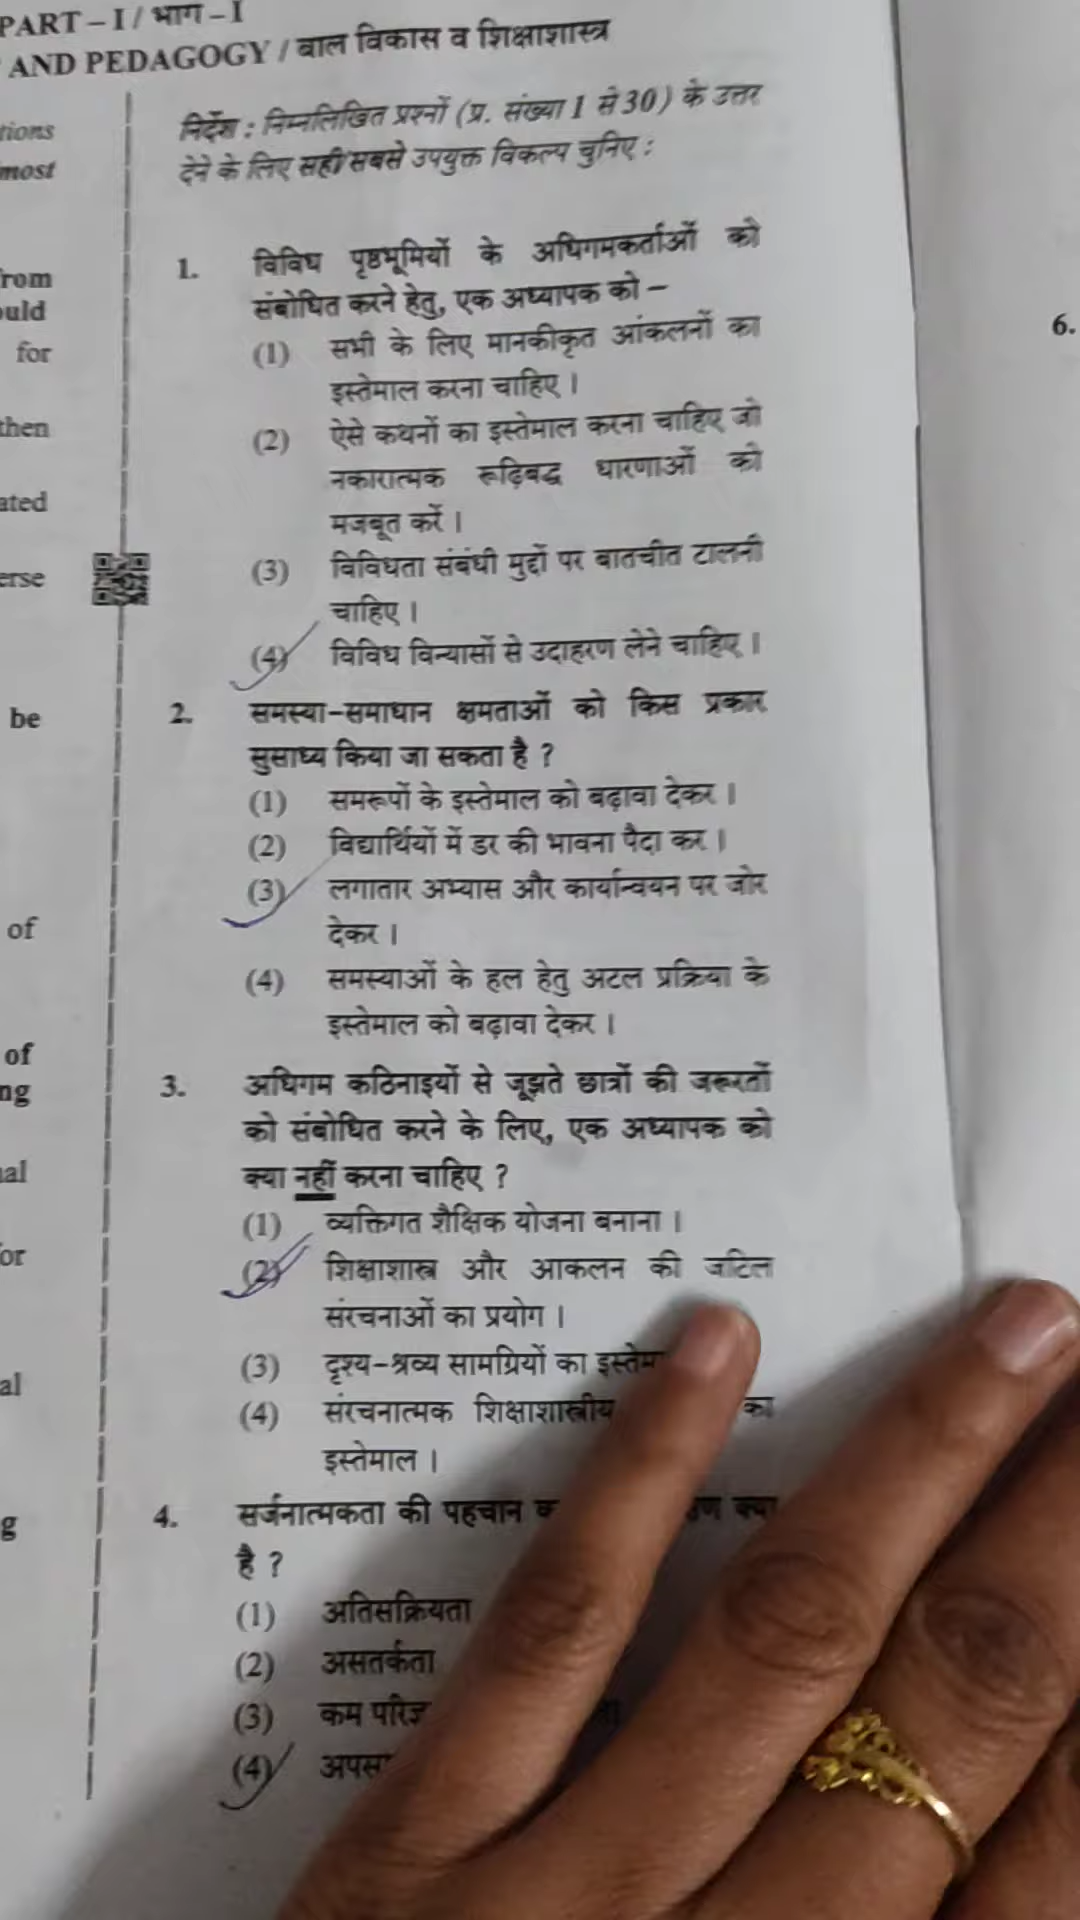 PART – I / भाग – I
AND PEDAGOGY / बाल विकास व शिक्षाशास्त्र
tions
most
rom
ould
for
then
ated
erse
be
of
of
ng
nal
for
al
g
निर्देश : निम्नलिखित प्रश्नों (प्र. संख्या 1 से 30) के उत्तर
देने के लिए सही/सबसे उपयुक्त विकल्प चुनिए :
1. विविध पृष्ठभूमियों के अधिगमकर्ताओं को
संबोधित करने हेतु, एक अध्यापक को –
(1) सभी के लिए मानकीकृत आंकलनों का
इस्तेमाल करना चाहिए ।
(2) ऐसे कथनों का इस्तेमाल करना चाहिए जो
नकारात्मक रूढ़िबद्ध धारणाओं को
मजबूत करें ।
(3) विविधता संबंधी मुद्दों पर बातचीत टालनी
चाहिए ।
(4) विविध विन्यासों से उदाहरण लेने चाहिए ।
2. समस्या-समाधान क्षमताओं को किस प्रकार
सुसाध्य किया जा सकता है ?
(1) समरूपों के इस्तेमाल को बढ़ावा देकर ।
(2) विद्यार्थियों में डर की भावना पैदा कर ।
(3) लगातार अभ्यास और कार्यान्वयन पर जोर
देकर ।
(4) समस्याओं के हल हेतु अटल प्रक्रिया के
इस्तेमाल को बढ़ावा देकर ।
3. अधिगम कठिनाइयों से जूझते छात्रों की जरूरतों
को संबोधित करने के लिए, एक अध्यापक को
क्या नहीं करना चाहिए ?
(1) व्यक्तिगत शैक्षिक योजना बनाना ।
(2) शिक्षाशास्त्र और आकलन की जटिल
संरचनाओं का प्रयोग ।
(3) दृश्य-श्रव्य सामग्रियों का
(4) संरचनात्मक शिक्षाशास्त्रीय का
इस्तेमाल ।
4. सर्जनात्मकता की पहचान क्या
है ?
(1) अतिसक्रियता
(2) असतर्कता
(3) कम
(4)
6.